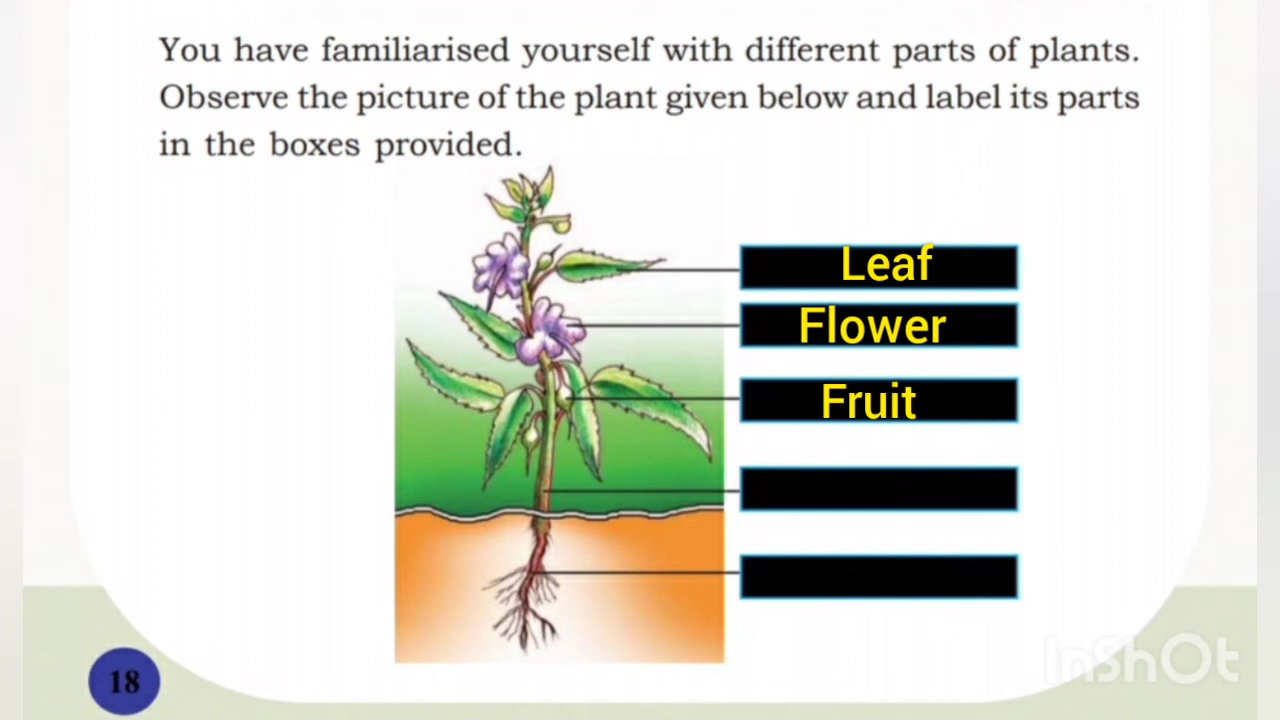 You have familiarised yourself with different parts of plants.
Observe the picture of the plant given below and label its parts
in the boxes provided.
Leaf
Flower
Fruit
18
InShOt